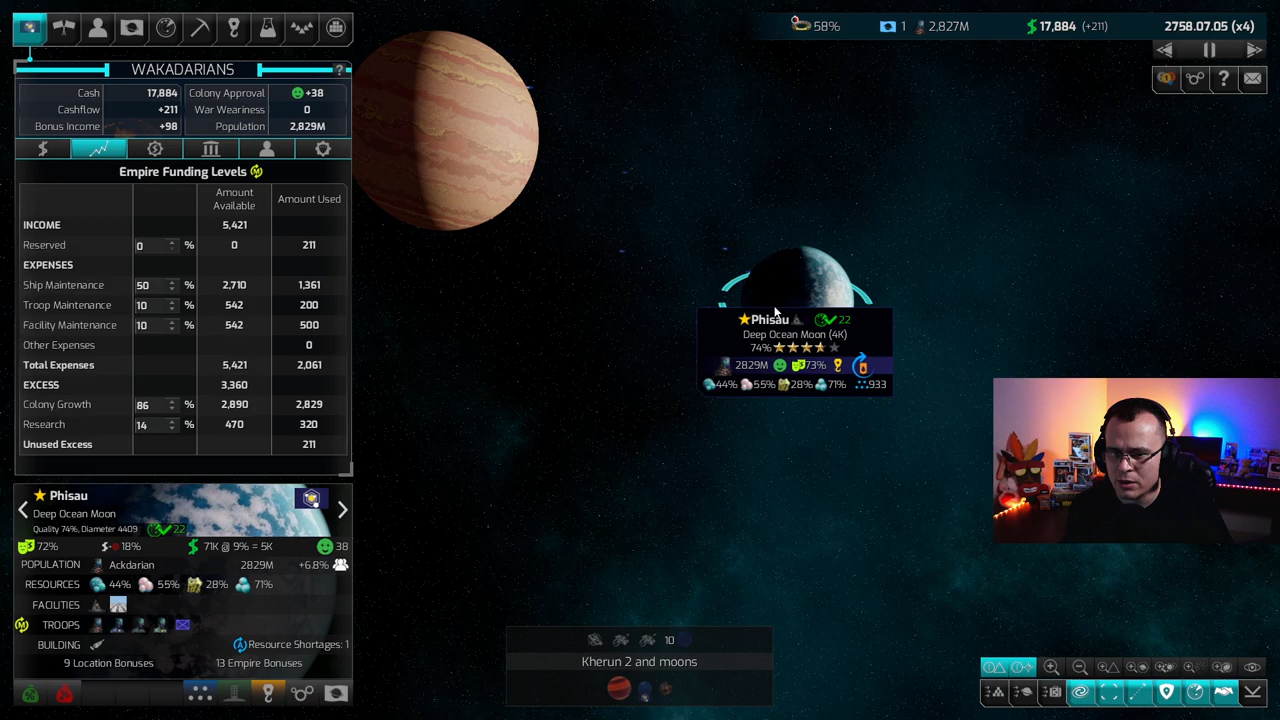 58% 1 2,827M 17,884 (+211) 2758.07.05 (x4)
WAKADARIANS ?
Cash 17,884 Colony Approval +38
Cashflow +211 War Weariness 0
Bonus Income +98 Population 2,829M
Empire Funding Levels
Amount Available Amount Used
INCOME 5,421
Reserved 0 % 0 211
EXPENSES
Ship Maintenance 50 % 2,710 1,361
Troop Maintenance 10 % 542 200
Facility Maintenance 10 % 542 500
Other Expenses 0
Total Expenses 5,421 2,061
EXCESS 3,360
Colony Growth 86 % 2,890 2,829
Research 14 % 470 320
Unused Excess 211
Phisau 22
Deep Ocean Moon (4K)
74%
2829M 73%
44% 55% 28% 71% 933
Phisau
Deep Ocean Moon
Quality 74%, Diameter 4409 22
72% 18% 71K @ 9% = 5K 38
POPULATION Ackdarian 2829M +6.8%
RESOURCES 44% 55% 28% 71%
FACILITIES
TROOPS
BUILDING Resource Shortages: 1
9 Location Bonuses 13 Empire Bonuses
10
Kherun 2 and moons